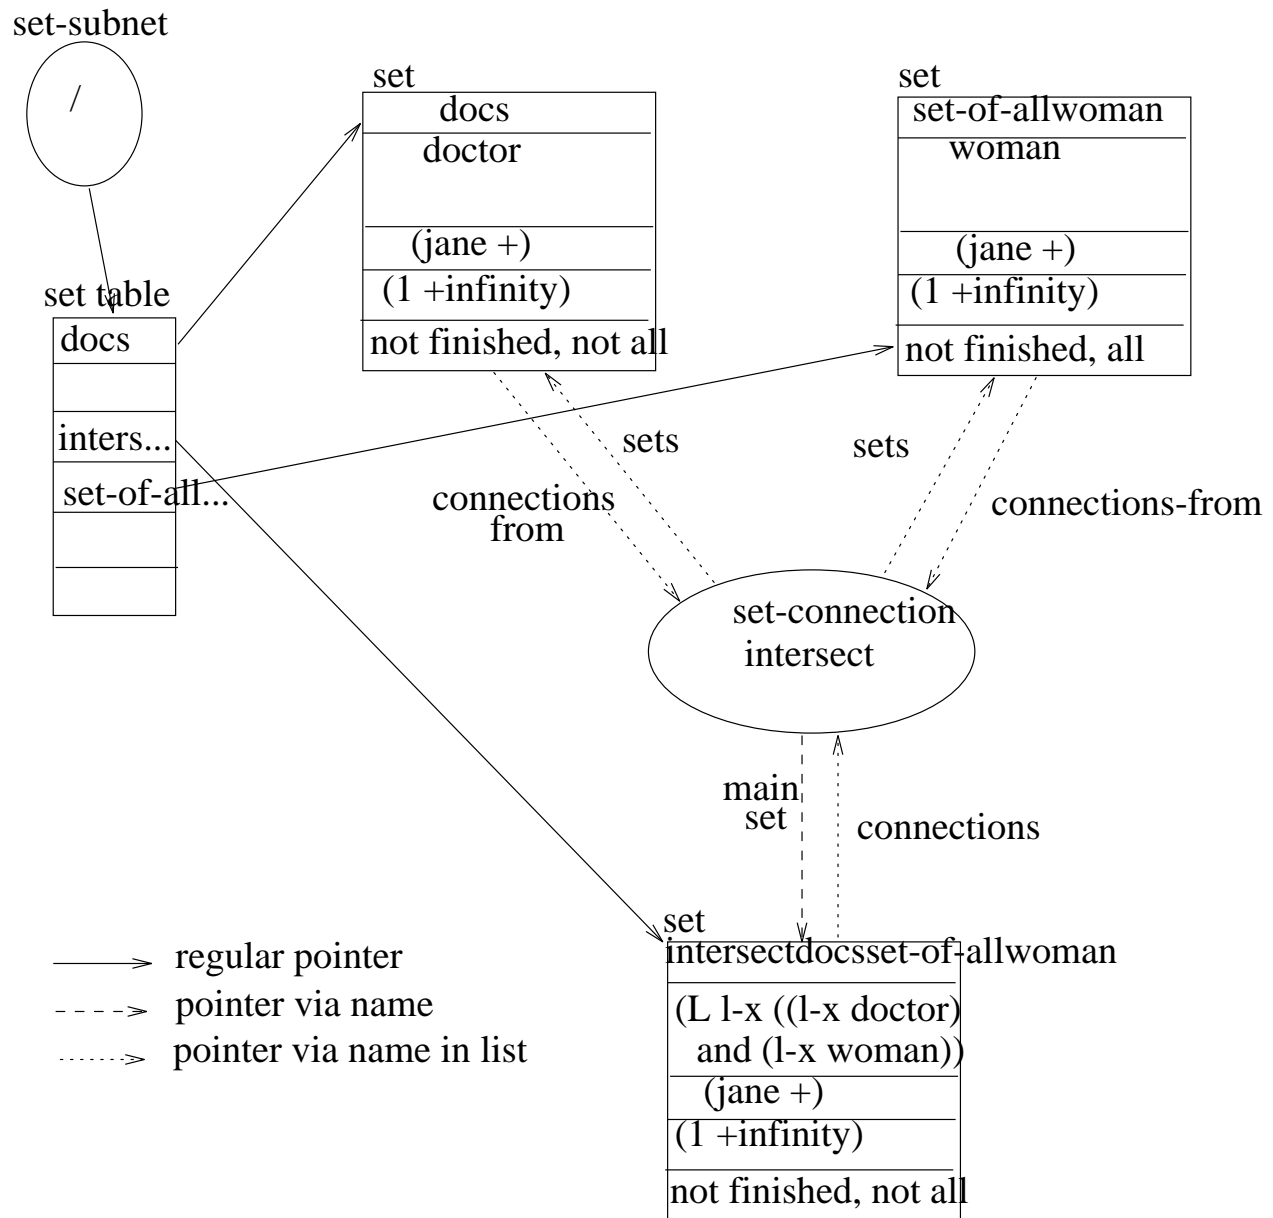 set-subnet
/
set
docs
doctor
(jane +)
(1 +infinity)
not finished, not all
set
set-of-allwoman
woman
(jane +)
(1 +infinity)
not finished, all
set table
docs
inters...
set-of-all...
sets
connections
from
sets
connections-from
set-connection
intersect
main
set
connections
set
intersectdocsset-of-allwoman
(L l-x ((l-x doctor)
and (l-x woman))
(jane +)
(1 +infinity)
not finished, not all
regular pointer
pointer via name
pointer via name in list